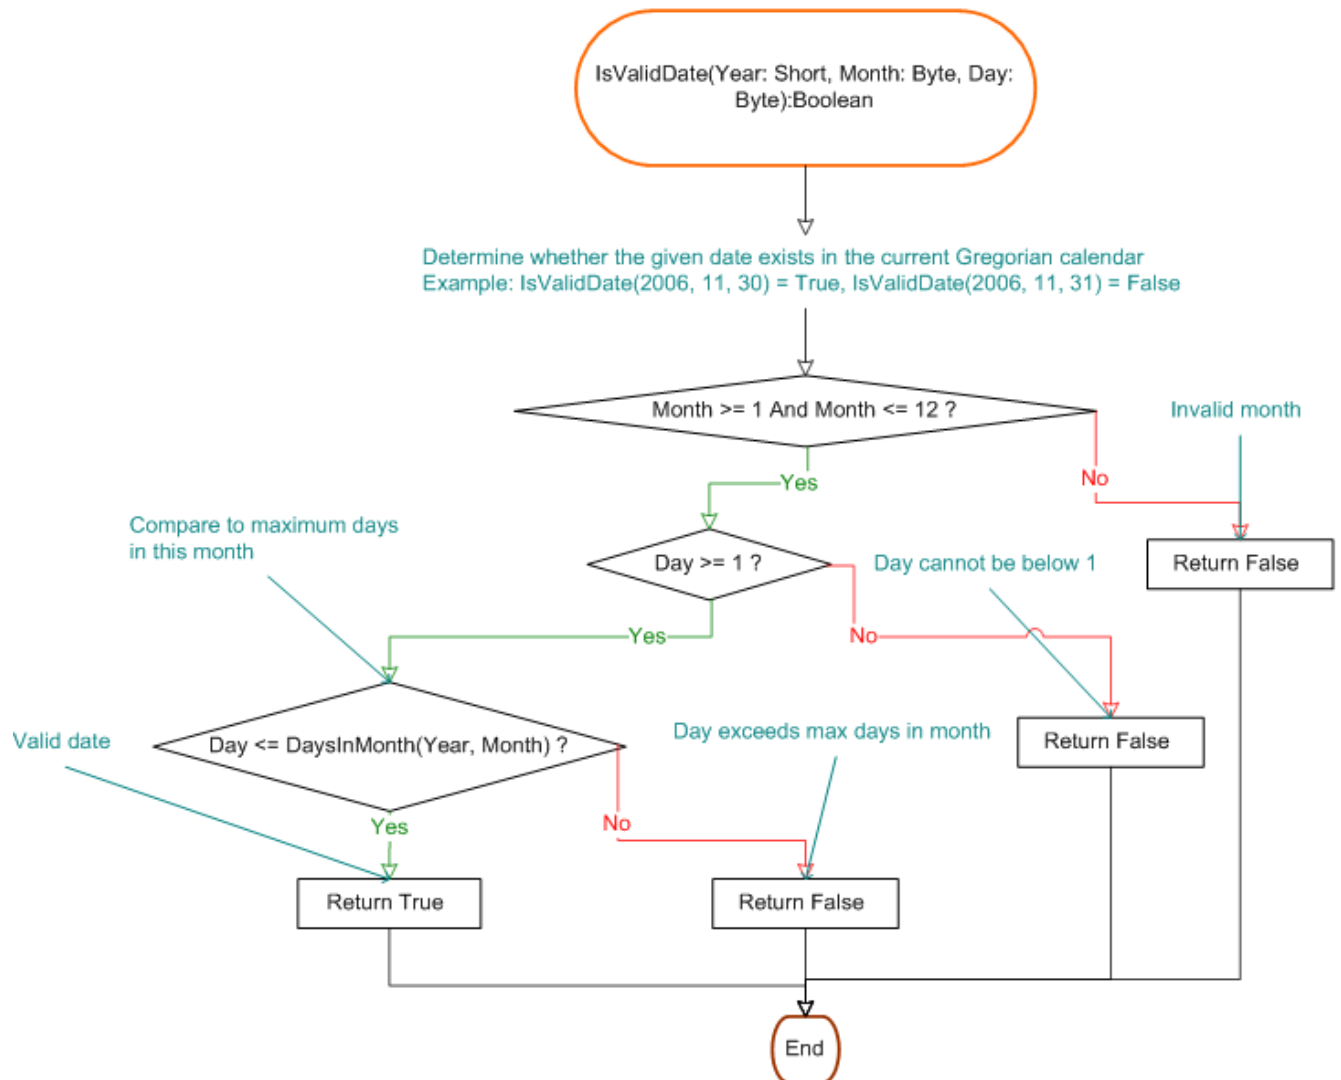 IsValidDate(Year: Short, Month: Byte, Day:
Byte):Boolean
Determine whether the given date exists in the current Gregorian calendar
Example: IsValidDate(2006, 11, 30) = True, IsValidDate(2006, 11, 31) = False
Month >= 1 And Month <= 12 ?
Invalid month
Yes
No
Compare to maximum days
in this month
Day >= 1 ?
Day cannot be below 1
Return False
Yes
No
Valid date
Day <= DaysInMonth(Year, Month) ?
Day exceeds max days in month
Return False
Yes
No
Return True
Return False
End